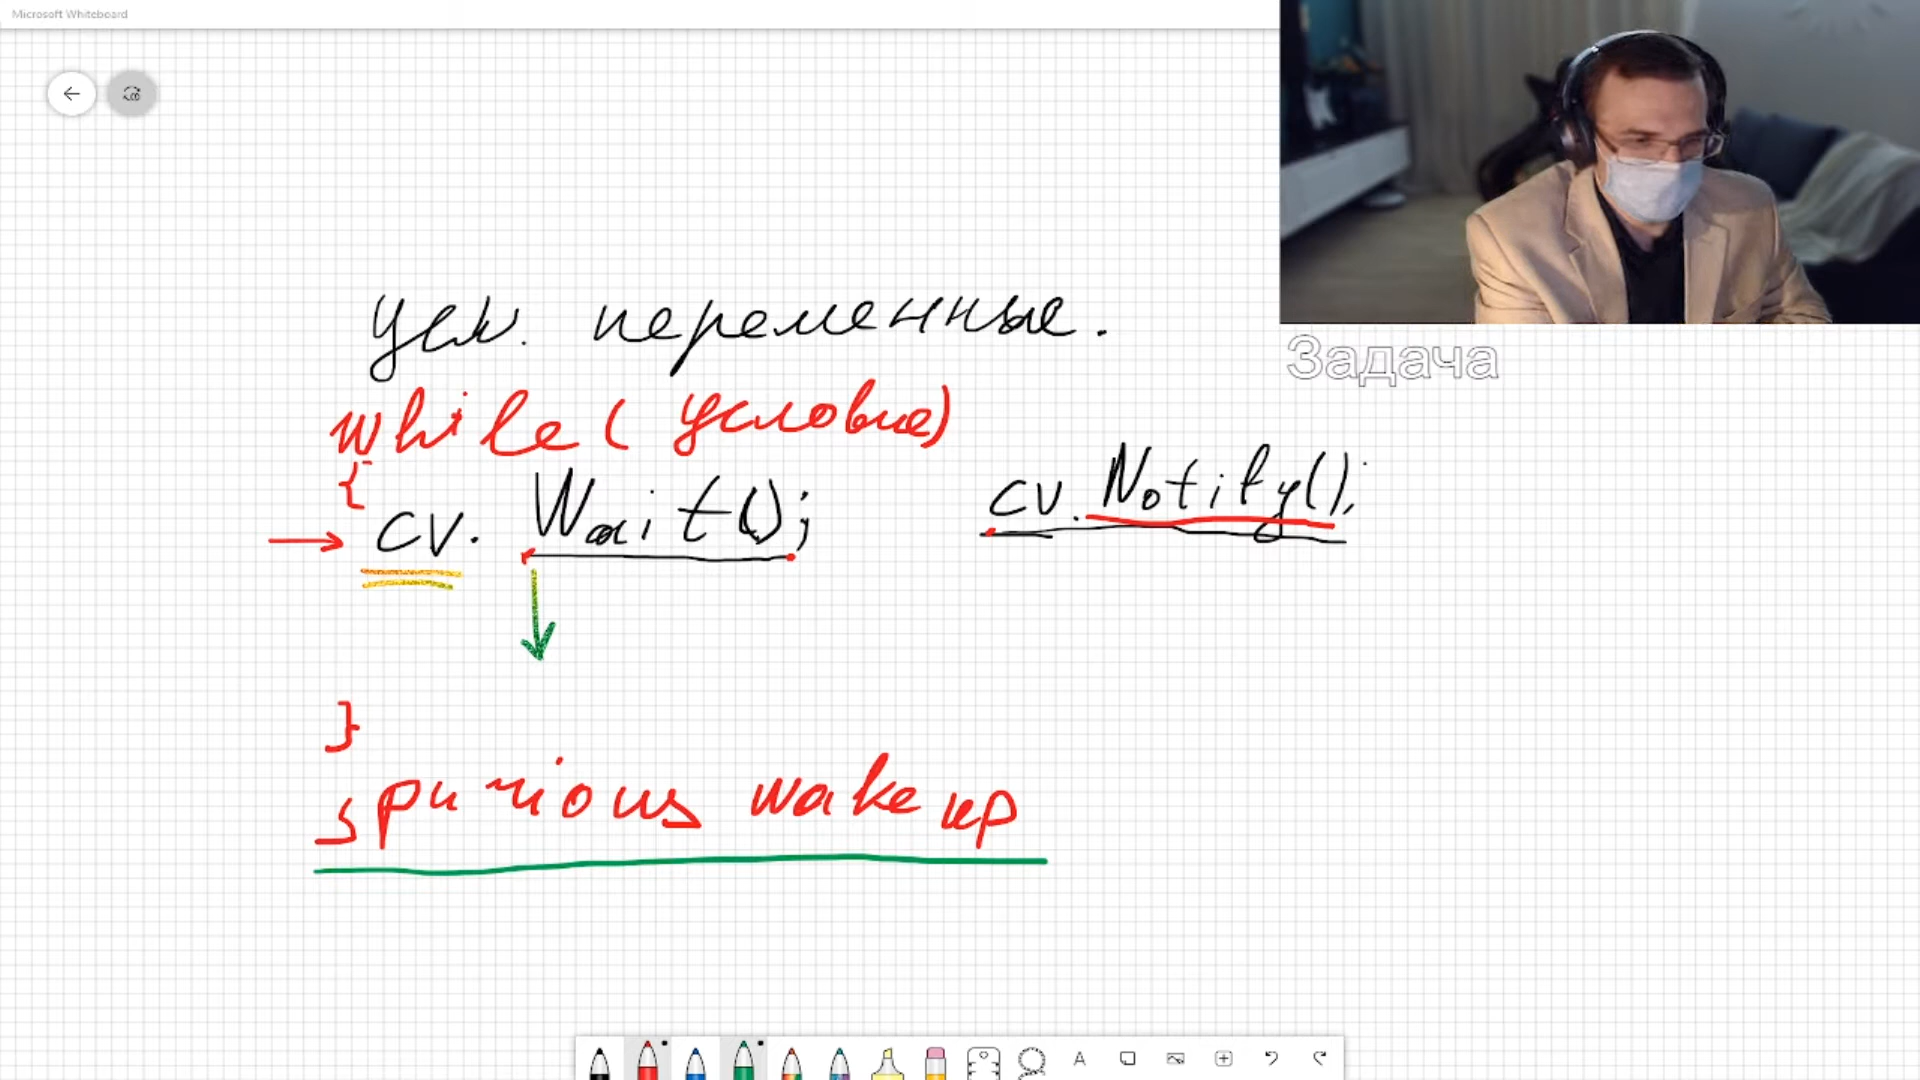 Microsoft Whiteboard
Задача
усл. переменные.
while( условие)
{
cv. Wait();
cv. Notify();
}
spurious wakeup
A